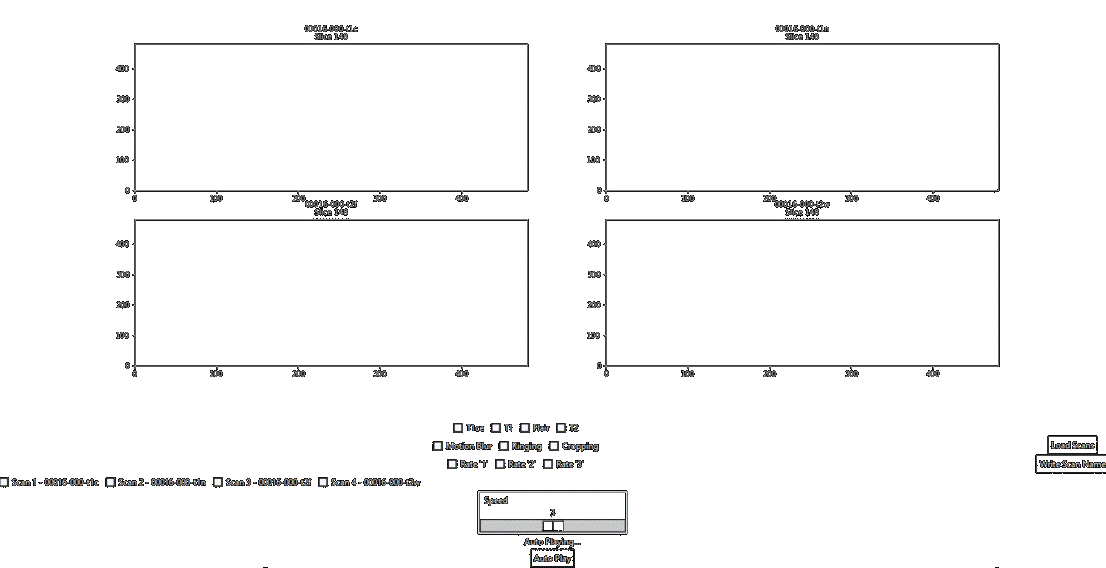 00016-000-t1c
Slice 140
00016-000-t1n
Slice 140
400
300
200
100
0
0 100 200 300 400
400
300
200
100
0
0 100 200 300 400
00016-000-t2f
Slice 140
00016-000-t2w
Slice 140
400
300
200
100
0
0 100 200 300 400
400
300
200
100
0
0 100 200 300 400
T1 Flair T2
Motion Blur Ringing Cropping
Load Scans
Rate '1' Rate '2' Rate '3'
Write Scan Name
Scan 1 - 00016-000-t1c Scan 2 - 00016-000-t1n Scan 3 - 00016-000-t2f Scan 4 - 00016-000-t2w
Speed
3
Auto Playing...
Auto Play